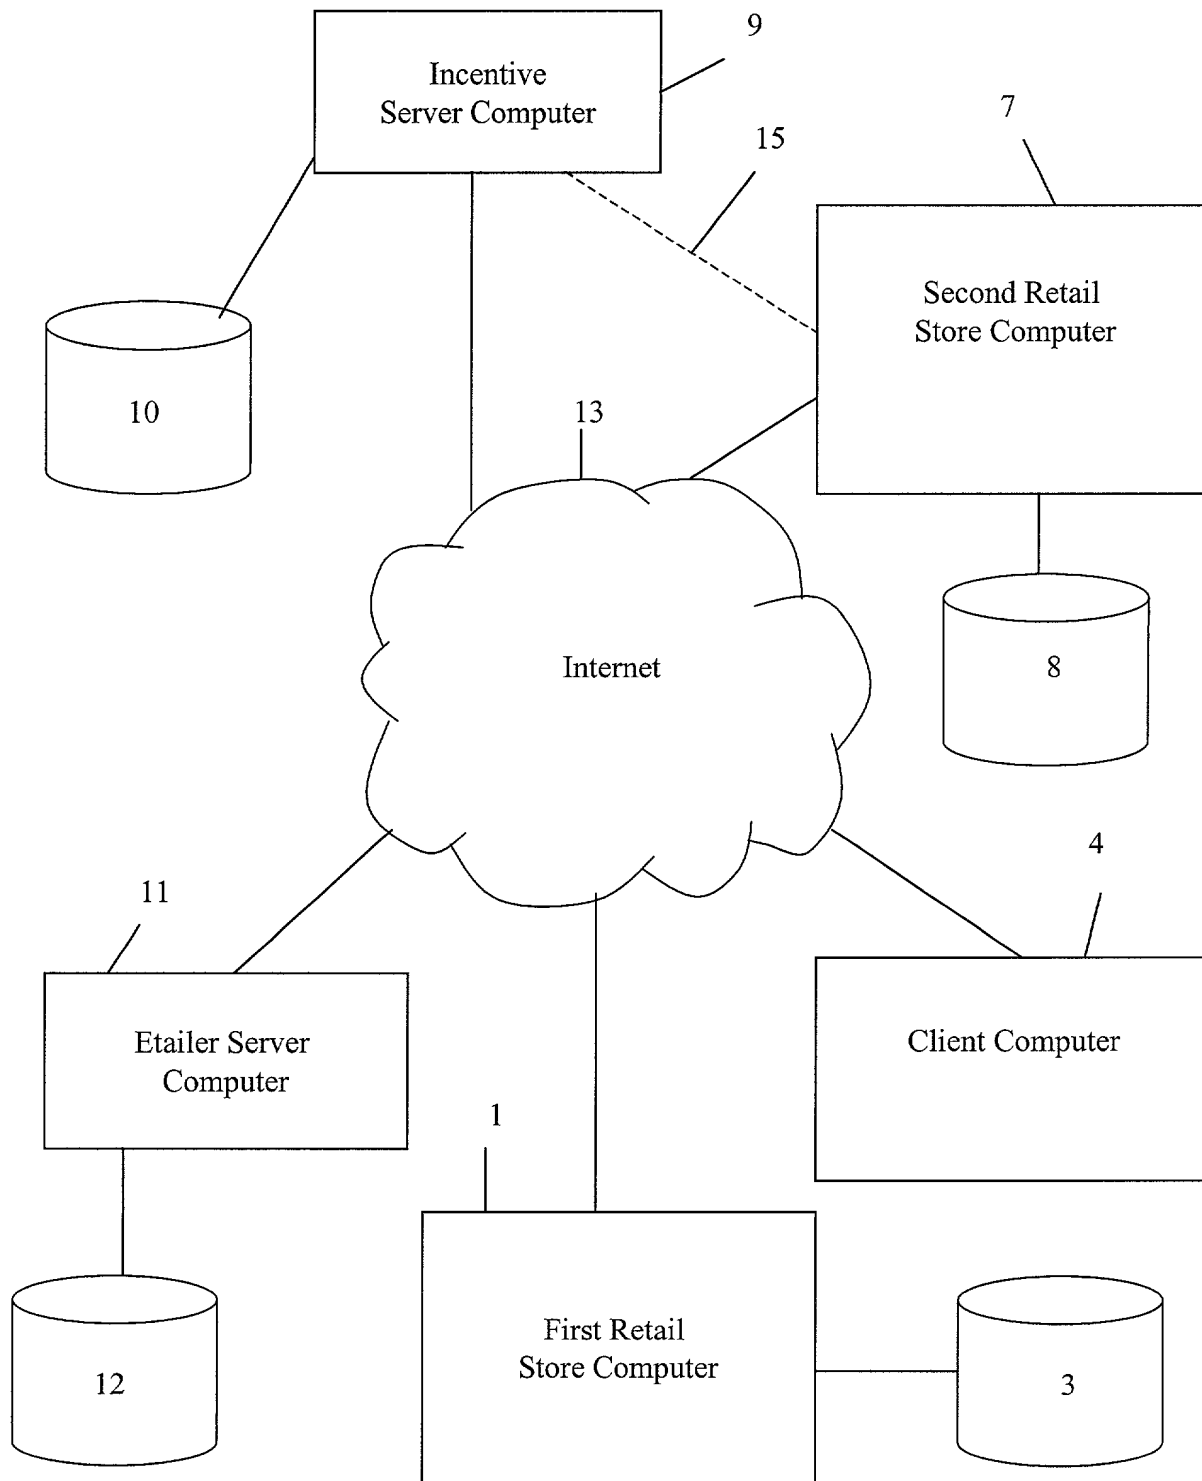 9
Incentive
Server Computer
7
15
Second Retail
Store Computer
10
13
Internet
8
4
11
Etailer Server
Computer
Client Computer
1
First Retail
Store Computer
12
3